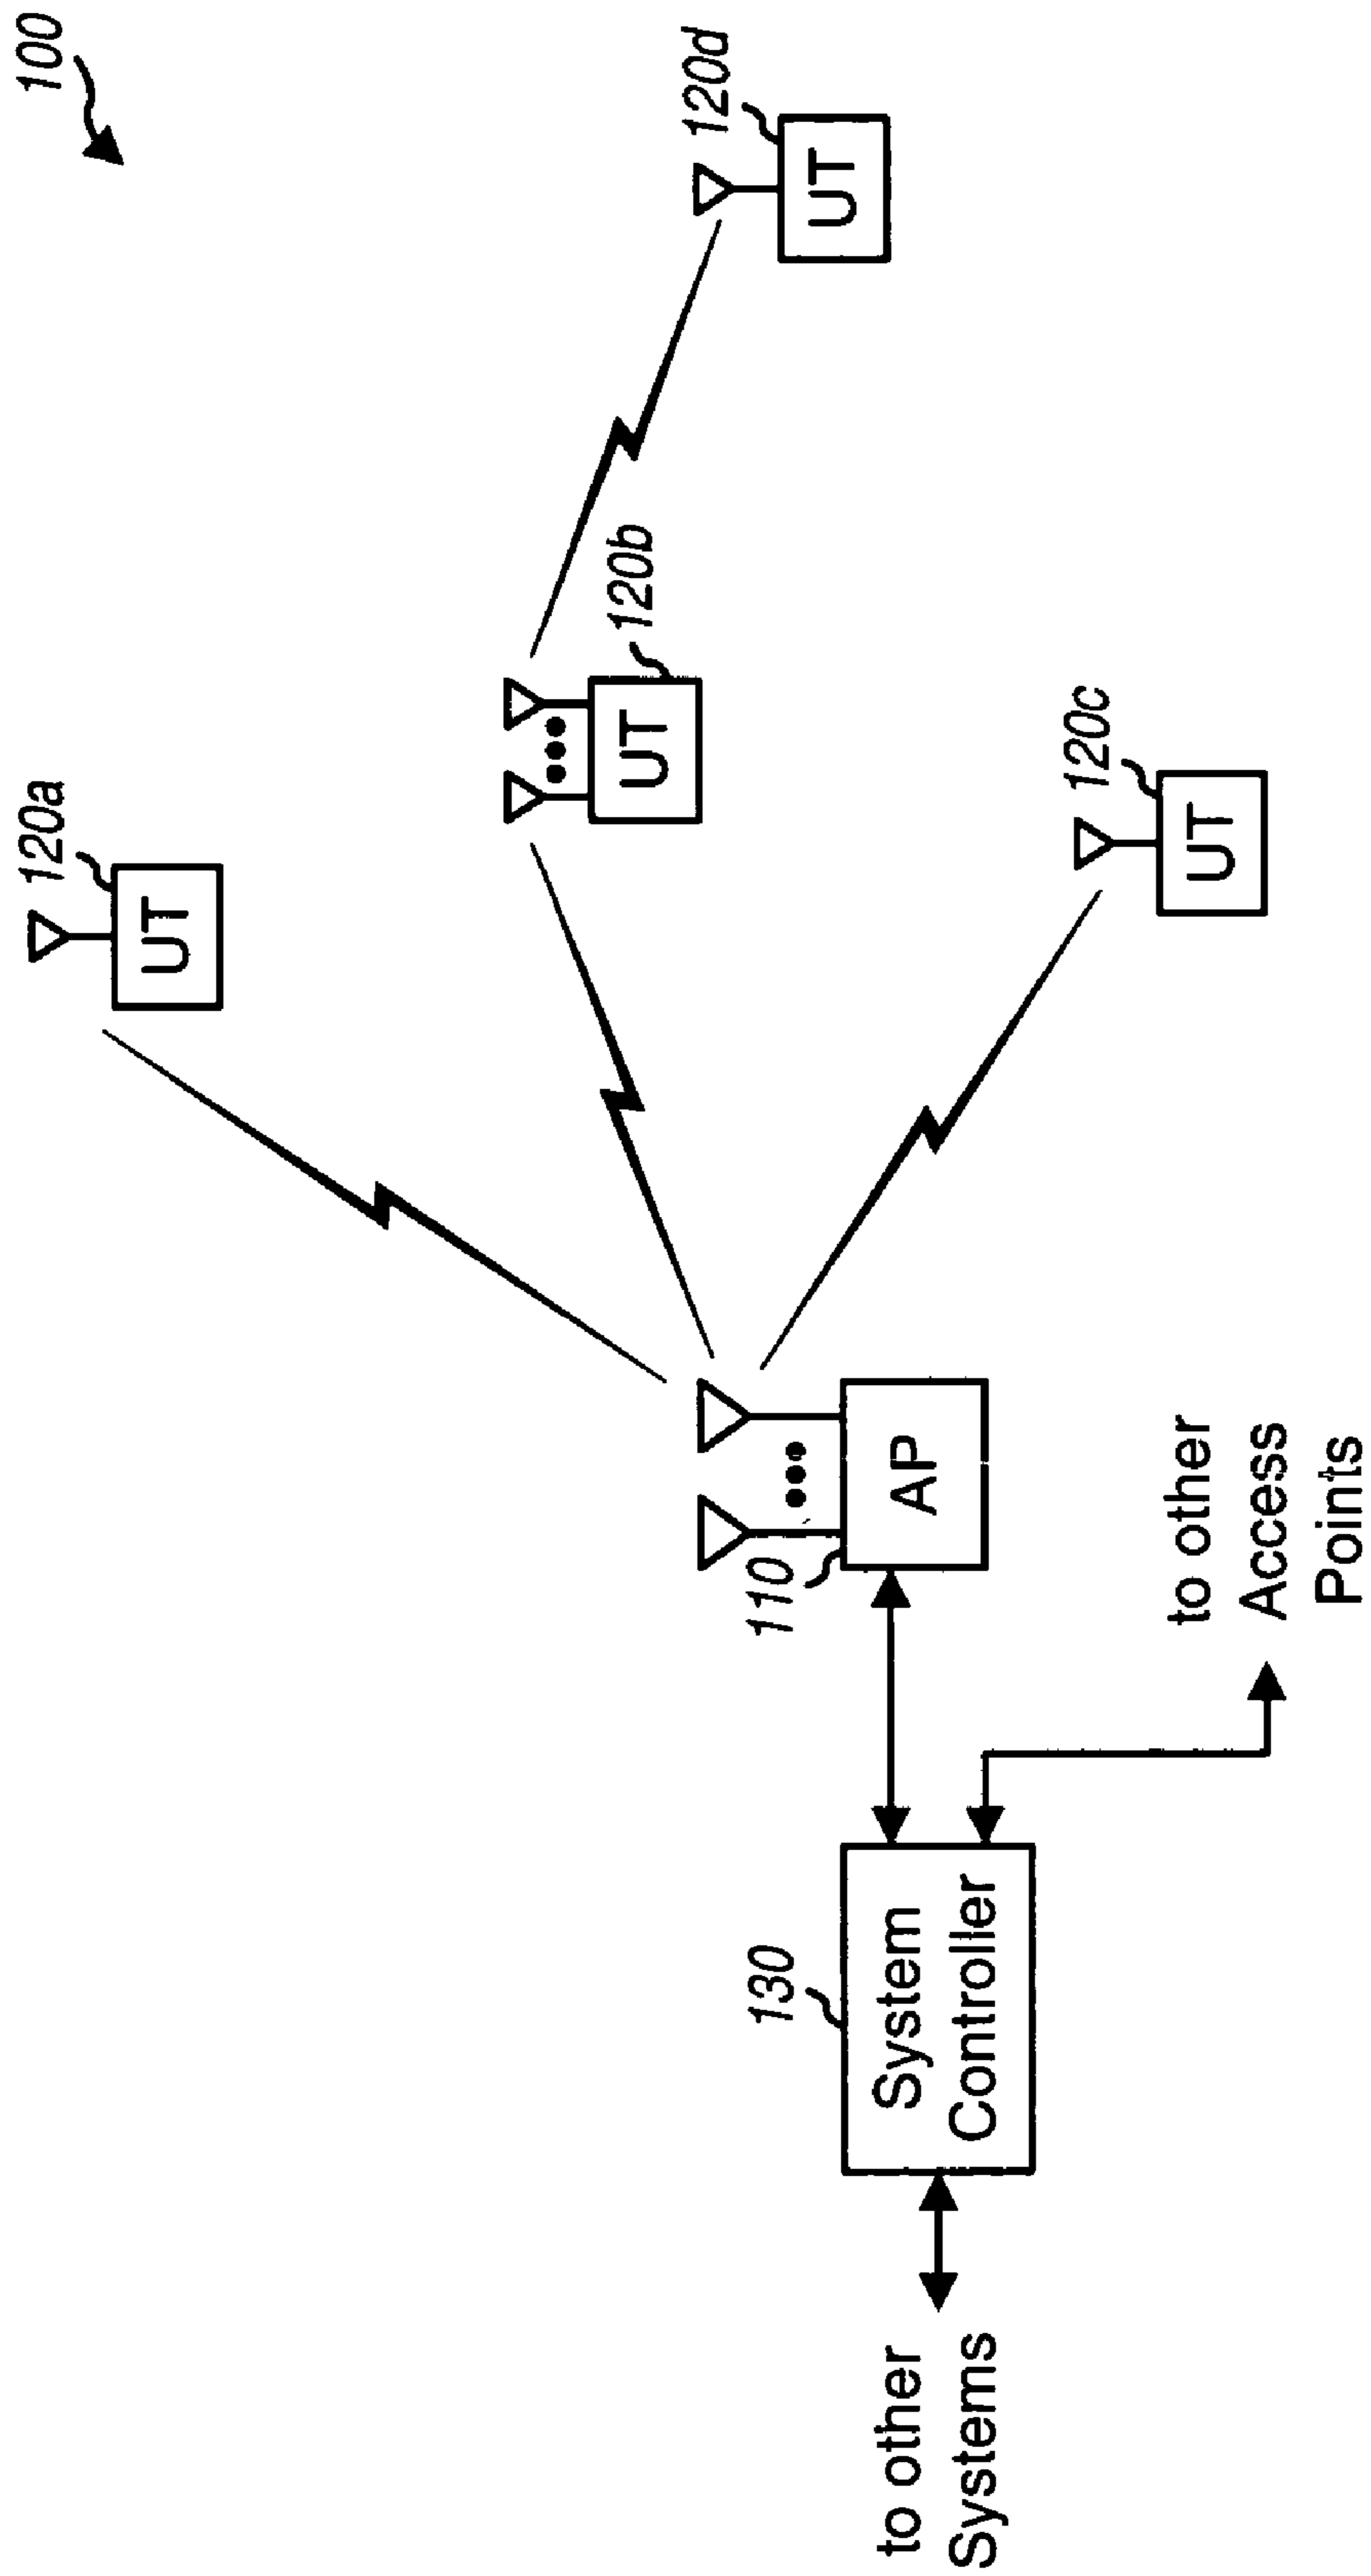 100
120a
UT
120b
UT
120d
UT
120c
UT
110
AP
130
System
Controller
to other
Systems
to other
Access
Points